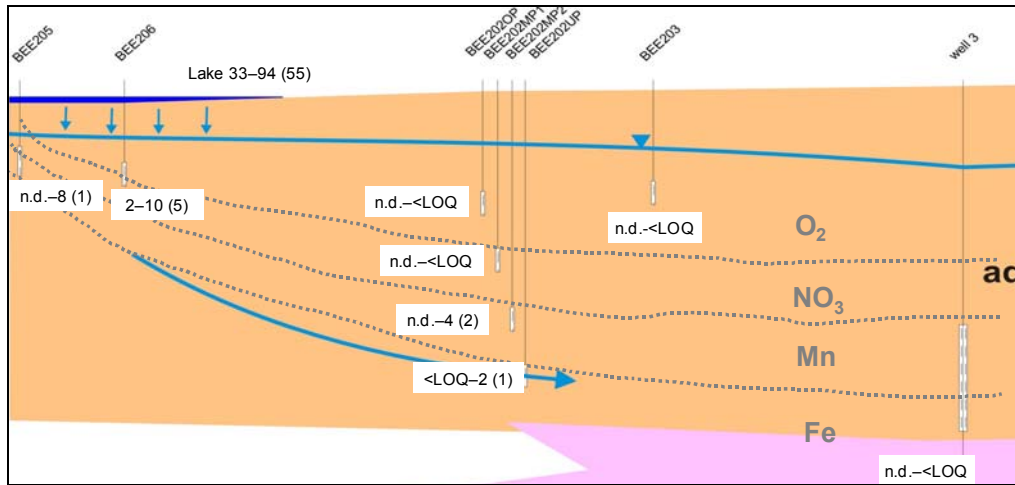 BEE205
BEE206
BEE202OP
BEE202MP1
BEE202MP2
BEE202UP
BEE203
well 3
Lake 33–94 (55)
n.d.–8 (1)
2–10 (5)
n.d.–<LOQ
n.d.-<LOQ
O2
n.d.–<LOQ
ac
NO3
n.d.–4 (2)
Mn
<LOQ–2 (1)
Fe
n.d.–<LOQ